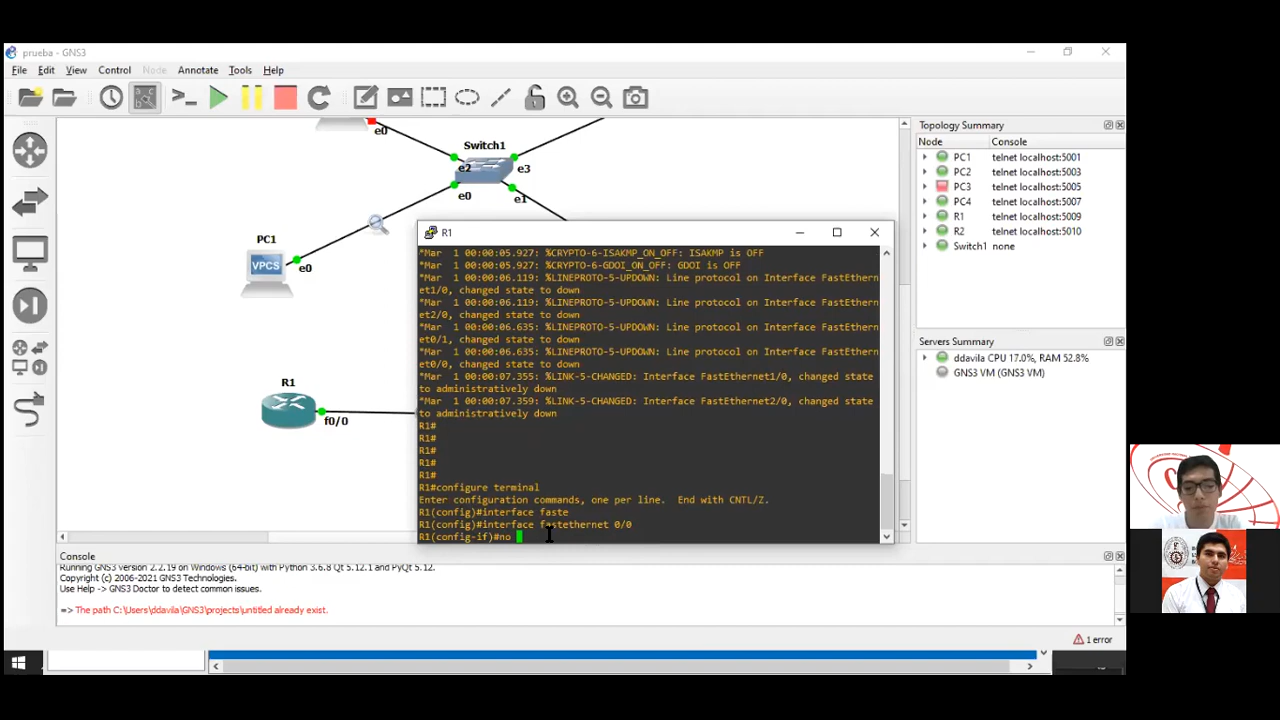 prueba - GNS3
File Edit View Control Node Annotate Tools Help
e0
Switch1
e2
e3
e0
e1
PC1
VPCS
e0
R1
f0/0
R1
*Mar  1 00:00:05.927: %CRYPTO-6-ISAKMP_ON_OFF: ISAKMP is OFF
*Mar  1 00:00:05.927: %CRYPTO-6-GDOI_ON_OFF: GDOI is OFF
*Mar  1 00:00:06.119: %LINEPROTO-5-UPDOWN: Line protocol on Interface FastEthern
et1/0, changed state to down
*Mar  1 00:00:06.119: %LINEPROTO-5-UPDOWN: Line protocol on Interface FastEthern
et2/0, changed state to down
*Mar  1 00:00:06.635: %LINEPROTO-5-UPDOWN: Line protocol on Interface FastEthern
et0/1, changed state to down
*Mar  1 00:00:06.635: %LINEPROTO-5-UPDOWN: Line protocol on Interface FastEthern
et0/0, changed state to down
*Mar  1 00:00:07.355: %LINK-5-CHANGED: Interface FastEthernet1/0, changed state
to administratively down
*Mar  1 00:00:07.359: %LINK-5-CHANGED: Interface FastEthernet2/0, changed state
to administratively down
R1#
R1#
R1#
R1#
R1#
R1#configure terminal
Enter configuration commands, one per line.  End with CNTL/Z.
R1(config)#interface faste
R1(config)#interface fastethernet 0/0
R1(config-if)#no
Topology Summary
Node Console
PC1 telnet localhost:5001
PC2 telnet localhost:5003
PC3 telnet localhost:5005
PC4 telnet localhost:5007
R1 telnet localhost:5009
R2 telnet localhost:5010
Switch1 none
Servers Summary
ddavila CPU 17.0%, RAM 52.8%
GNS3 VM (GNS3 VM)
Console
Running GNS3 version 2.2.19 on Windows (64-bit) with Python 3.6.8 Qt 5.12.1 and PyQt 5.12.
Copyright (c) 2006-2021 GNS3 Technologies.
Use Help -> GNS3 Doctor to detect common issues.
=> The path C:\Users\ddavila\GNS3\projects\untitled already exist.
1 error